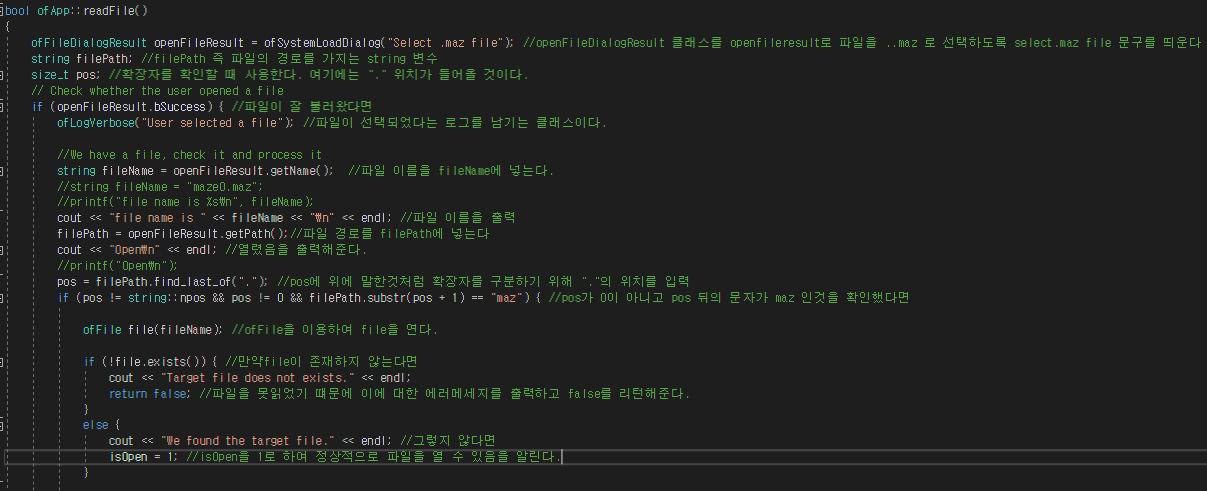 bool ofApp::readFile()
{
ofFileDialogResult openFileResult = ofSystemLoadDialog("Select .maz file"); //openFileDialogResult 클래스를 openfileresult로 파일을 ..maz 로 선택하도록 select.maz file 문구를 띄운다
string filePath; //filePath 즉 파일의 경로를 가지는 string 변수
size_t pos; //확장자를 확인할 때 사용한다. 여기에는 "." 위치가 들어올 것이다.
// Check whether the user opened a file
if (openFileResult.bSuccess) { //파일이 잘 불러왔다면
ofLogVerbose("User selected a file"); //파일이 선택되었다는 로그를 남기는 클래스이다.
//We have a file, check it and process it
string fileName = openFileResult.getName(); //파일 이름을 fileName에 넣는다.
//string fileName = "maze0.maz";
//printf("file name is %s₩n", fileName);
cout << "file name is " << fileName << "₩n" << endl; //파일 이름을 출력
filePath = openFileResult.getPath();//파일 경로를 filePath에 넣는다
cout << "Open₩n" << endl; //열렸음을 출력해준다.
//printf("Open₩n");
pos = filePath.find_last_of("."); //pos에 위에 말한것처럼 확장자를 구분하기 위해 "."의 위치를 입력
if (pos != string::npos && pos != 0 && filePath.substr(pos + 1) == "maz") { //pos가 0이 아니고 pos 뒤의 문자가 maz 인것을 확인했다면
ofFile file(fileName); //ofFile을 이용하여 file을 연다.
if (!file.exists()) { //만약file이 존재하지 않는다면
cout << "Target file does not exists." << endl;
return false; //파일을 못읽었기 때문에 이에 대한 에러메세지를 출력하고 false를 리턴해준다.
}
else {
cout << "We found the target file." << endl; //그렇지 않다면
isOpen = 1; //isOpen을 1로 하여 정상적으로 파일을 열 수 있음을 알린다.
}